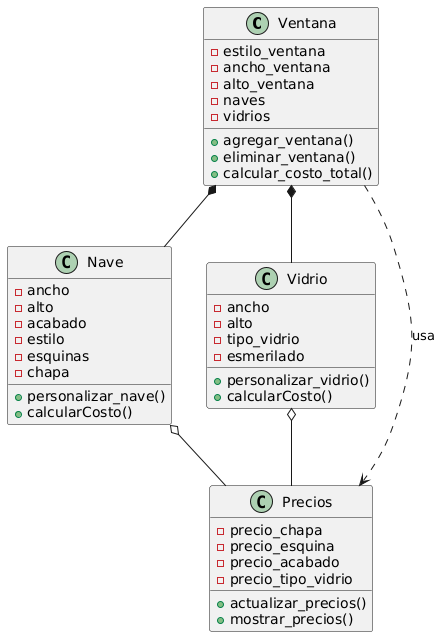 C Ventana
estilo_ventana
ancho_ventana
alto_ventana
naves
vidrios
agregar_ventana()
eliminar_ventana()
calcular_costo_total()
C Nave
ancho
alto
acabado
estilo
esquinas
chapa
personalizar_nave()
calcularCosto()
C Vidrio
ancho
alto
tipo_vidrio
esmerilado
personalizar_vidrio()
calcularCosto()
usa
C Precios
precio_chapa
precio_esquina
precio_acabado
precio_tipo_vidrio
actualizar_precios()
mostrar_precios()